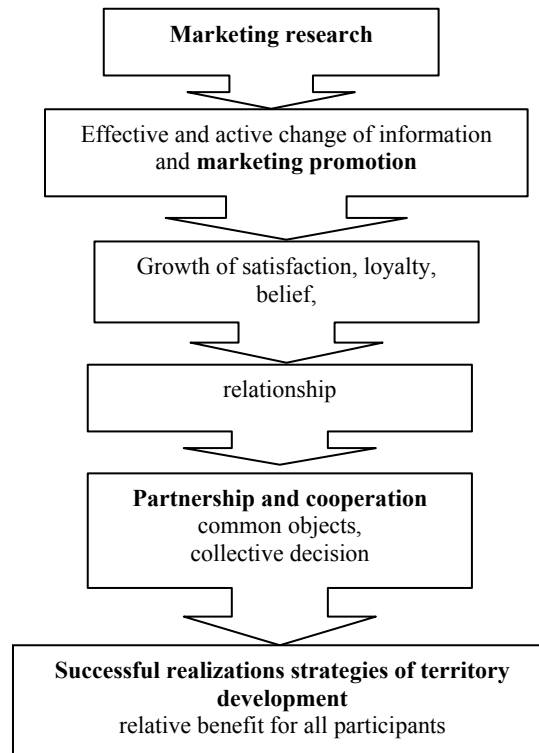 Marketing research
Effective and active change of information
and marketing promotion
Growth of satisfaction, loyalty,
belief,
relationship
Partnership and cooperation
common objects,
collective decision
Successful realizations strategies of territory
development
relative benefit for all participants